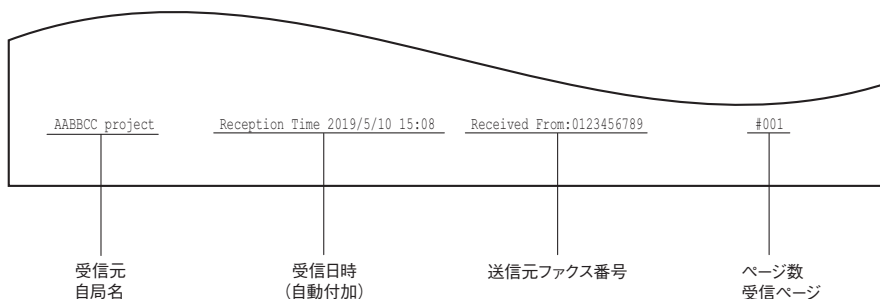 AABBCC project Reception Time 2019/5/10 15:08 Received From:0123456789 #001
受信元
自局名
受信日時
(自動付加)
送信元ファクス番号
ページ数
受信ページ